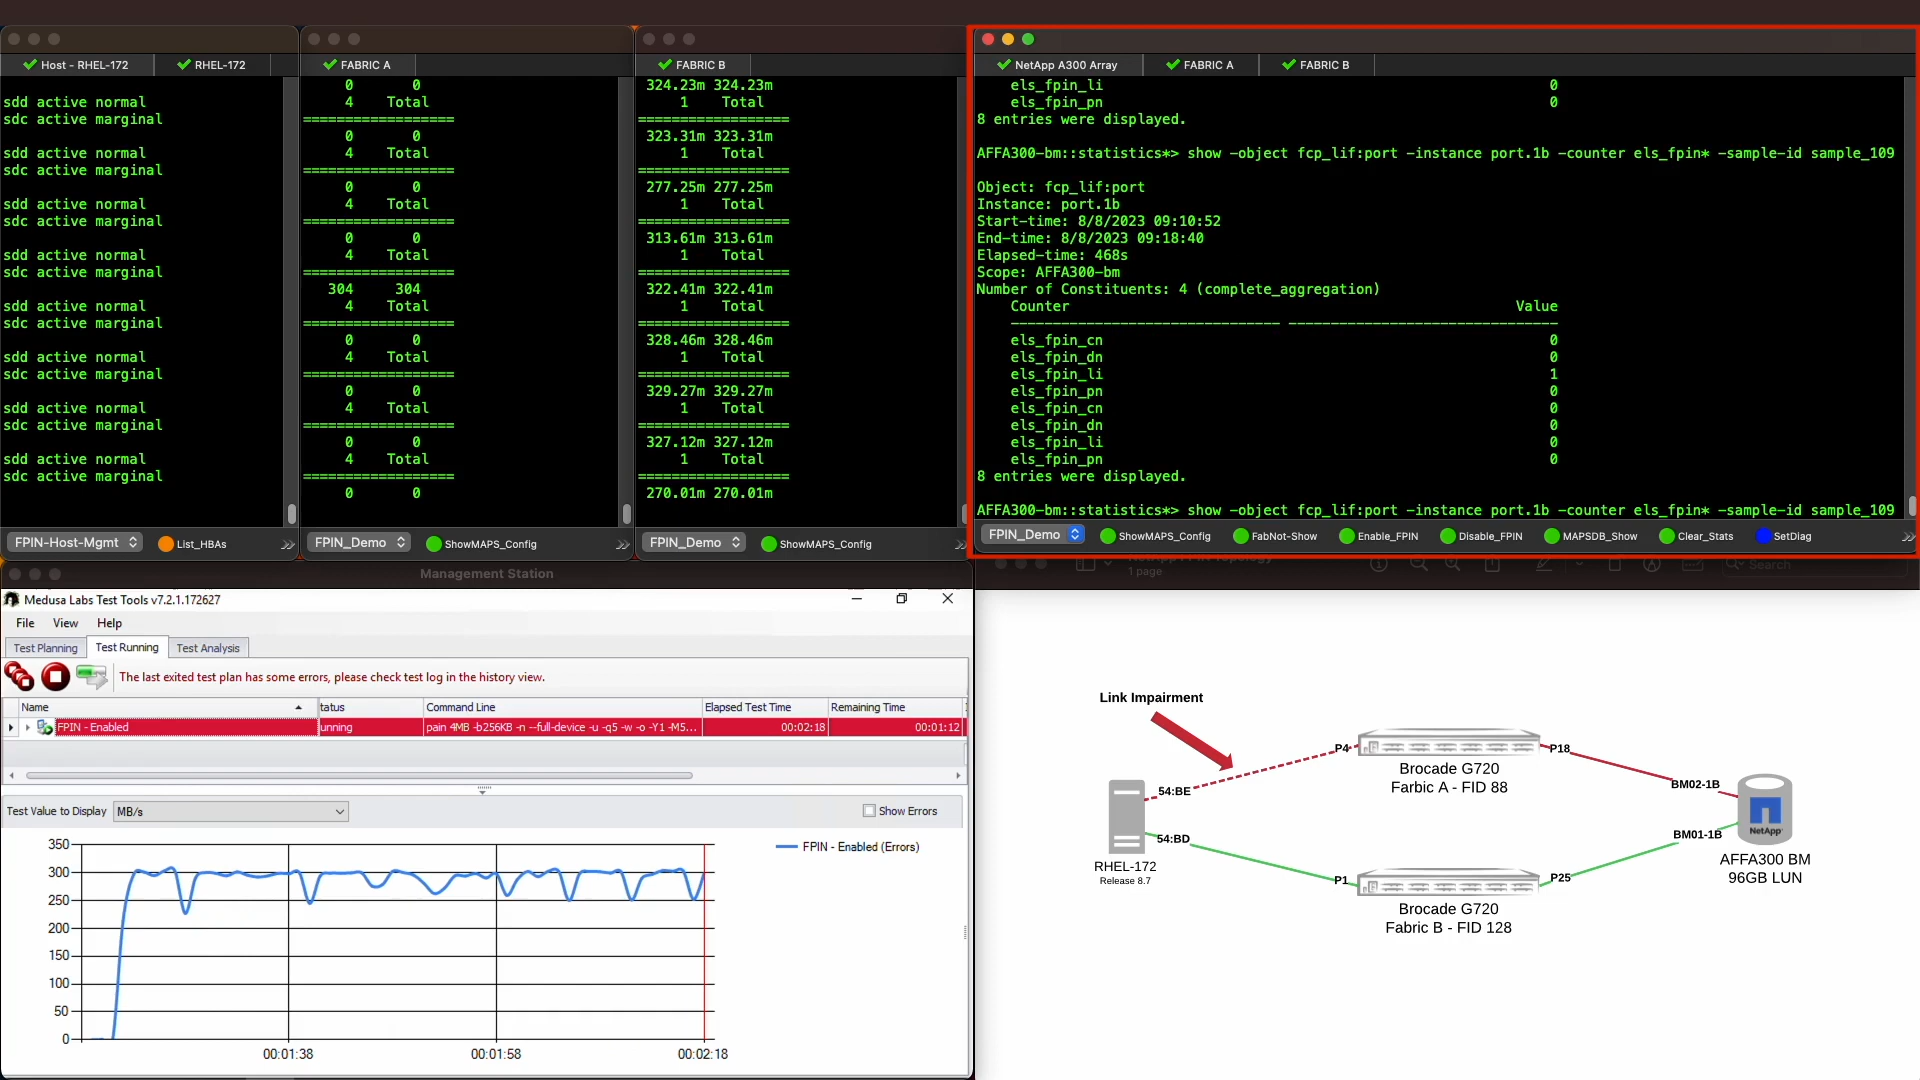 Host - RHEL-172
RHEL-172
sdd active normal
sdc active marginal
sdd active normal
sdc active marginal
sdd active normal
sdc active marginal
sdd active normal
sdc active marginal
sdd active normal
sdc active marginal
sdd active normal
sdc active marginal
sdd active normal
sdc active marginal
sdd active normal
sdc active marginal
FPIN-Host-Mgmt
List_HBAs
FABRIC A
0 0
4 Total
=================
0 0
4 Total
=================
0 0
4 Total
=================
0 0
4 Total
=================
304 304
4 Total
=================
0 0
4 Total
=================
0 0
4 Total
=================
0 0
4 Total
=================
0 0
FPIN_Demo
ShowMAPS_Config
FABRIC B
324.23m 324.23m
1 Total
=================
323.31m 323.31m
1 Total
=================
277.25m 277.25m
1 Total
=================
313.61m 313.61m
1 Total
=================
322.41m 322.41m
1 Total
=================
328.46m 328.46m
1 Total
=================
329.27m 329.27m
1 Total
=================
327.12m 327.12m
1 Total
=================
270.01m 270.01m
FPIN_Demo
ShowMAPS_Config
NetApp A300 Array
FABRIC A
FABRIC B
els_fpin_li 0
els_fpin_pn 0
8 entries were displayed.
AFFA300-bm::statistics*> show -object fcp_lif:port -instance port.1b -counter els_fpin* -sample-id sample_109
Object: fcp_lif:port
Instance: port.1b
Start-time: 8/8/2023 09:10:52
End-time: 8/8/2023 09:18:40
Elapsed-time: 468s
Scope: AFFA300-bm
Number of Constituents: 4 (complete_aggregation)
Counter Value
-------------------------------- --------------------------------
els_fpin_cn 0
els_fpin_dn 0
els_fpin_li 1
els_fpin_pn 0
els_fpin_cn 0
els_fpin_dn 0
els_fpin_li 0
els_fpin_pn 0
8 entries were displayed.
AFFA300-bm::statistics*> show -object fcp_lif:port -instance port.1b -counter els_fpin* -sample-id sample_109
FPIN_Demo
ShowMAPS_Config
FabNot-Show
Enable_FPIN
Disable_FPIN
MAPSDB_Show
Clear_Stats
SetDiag
1 page
Search
Management Station
Medusa Labs Test Tools v7.2.1.172627
File View Help
Test Planning Test Running Test Analysis
The last exited test plan has some errors, please check test log in the history view.
Name tatus Command Line Elapsed Test Time Remaining Time
FPIN - Enabled unning pain 4MB -b256KB -n --full-device -u -q5 -w -o -Y1 -M5... 00:02:18 00:01:12
Test Value to Display MB/s Show Errors
350
300
250
200
150
100
50
0
00:01:38 00:01:58 00:02:18
FPIN - Enabled (Errors)
Link Impairment
P4
P18
Brocade G720
Farbic A - FID 88
54:BE
BM02-1B
54:BD
BM01-1B
NetApp
RHEL-172
Release 8.7
AFFA300 BM
96GB LUN
P1
P25
Brocade G720
Fabric B - FID 128